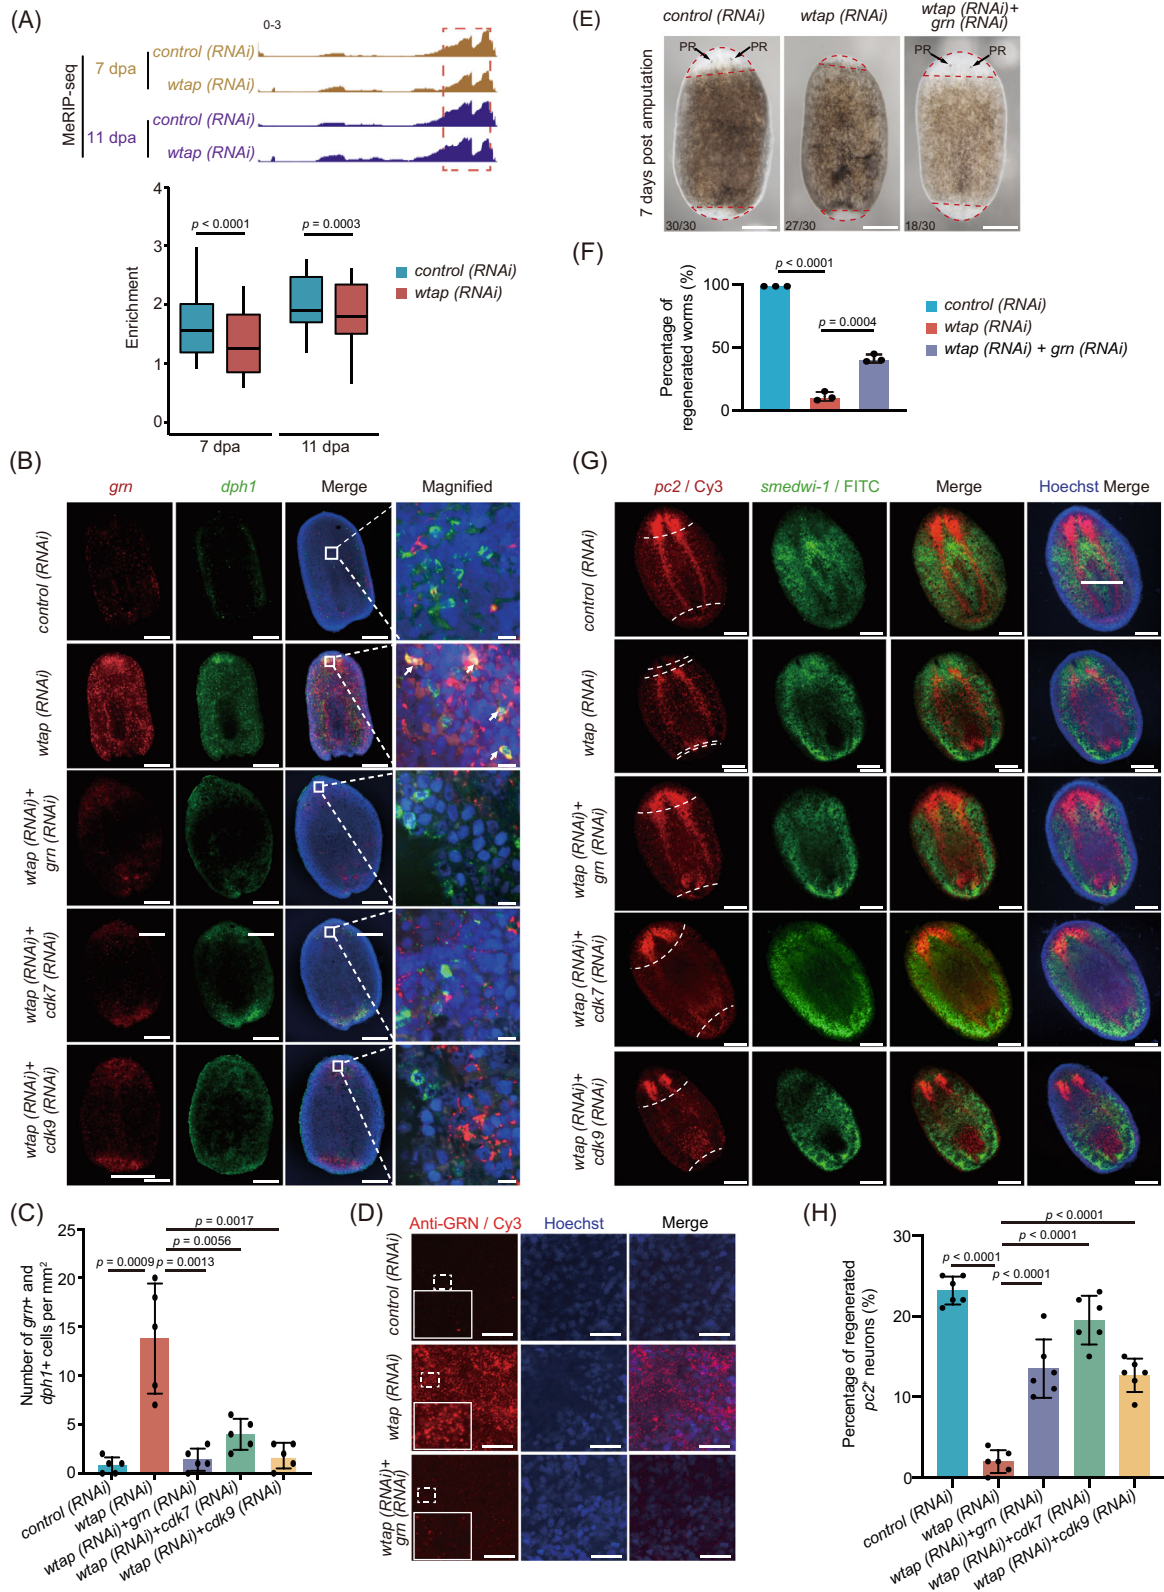 (A)
0-3
MeRIP-seq
7 dpa
control (RNAi)
wtap (RNAi)
11 dpa
control (RNAi)
wtap (RNAi)
Enrichment
4
3
2
1
0
p < 0.0001
p = 0.0003
control (RNAi)
wtap (RNAi)
7 dpa
11 dpa
(B)
grn
dph1
Merge
Magnified
control (RNAi)
wtap (RNAi)
wtap (RNAi)+
grn (RNAi)
wtap (RNAi)+
cdk7 (RNAi)
wtap (RNAi)+
cdk9 (RNAi)
(C)
Number of grn+ and
dph1+ cells per mm²
25
20
15
10
5
0
p = 0.0017
p = 0.0056
p = 0.0009
p = 0.0013
control (RNAi)
wtap (RNAi)
wtap (RNAi)+grn (RNAi)
wtap (RNAi)+cdk7 (RNAi)
wtap (RNAi)+cdk9 (RNAi)
(D)
Anti-GRN / Cy3
Hoechst
Merge
control (RNAi)
wtap (RNAi)
wtap (RNAi)+
grn (RNAi)
(E)
control (RNAi)
wtap (RNAi)
wtap (RNAi)+
grn (RNAi)
7 days post amputation
PR
PR
PR
PR
30/30
27/30
18/30
(F)
Percentage of
regenerated worms (%)
100
50
0
p < 0.0001
p = 0.0004
control (RNAi)
wtap (RNAi)
wtap (RNAi) + grn (RNAi)
(G)
pc2 / Cy3
smedwi-1 / FITC
Merge
Hoechst Merge
control (RNAi)
wtap (RNAi)
wtap (RNAi)+
grn (RNAi)
wtap (RNAi)+
cdk7 (RNAi)
wtap (RNAi)+
cdk9 (RNAi)
(H)
Percentage of regenerated
pc2⁺ neurons (%)
30
20
10
0
p < 0.0001
p < 0.0001
p < 0.0001
p < 0.0001
control (RNAi)
wtap (RNAi)
wtap (RNAi)+grn (RNAi)
wtap (RNAi)+cdk7 (RNAi)
wtap (RNAi)+cdk9 (RNAi)